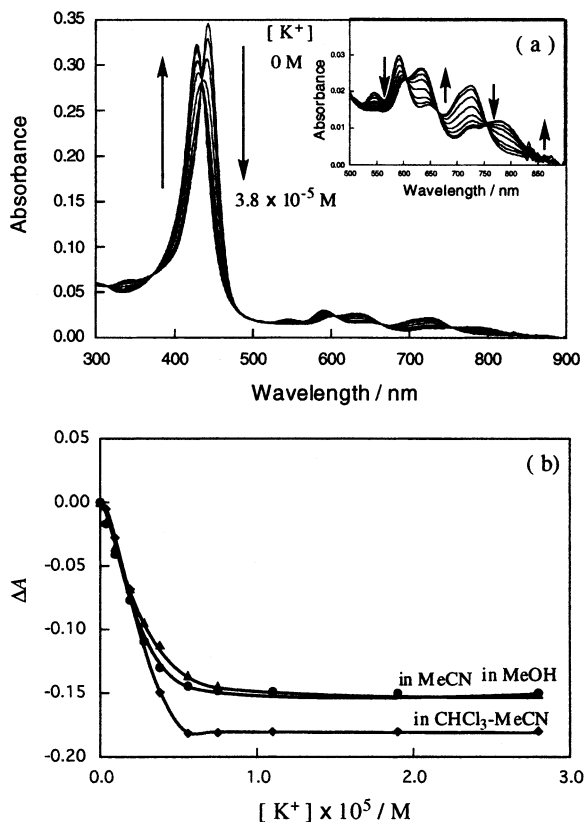 (a)
[K⁺]
0 M
3.8 x 10⁻⁵ M
Absorbance
0.35
0.30
0.25
0.20
0.15
0.10
0.05
0.00
300 400 500 600 700 800 900
Wavelength / nm
Absorbance
0.03
0.02
0.01
0.00
500 550 600 650 700 750 800 850
Wavelength / nm
(b)
ΔA
0.05
0.00
-0.05
-0.10
-0.15
-0.20
in MeCN in MeOH
in CHCl₃-MeCN
0.0 1.0 2.0 3.0
[K⁺] x 10⁵ / M